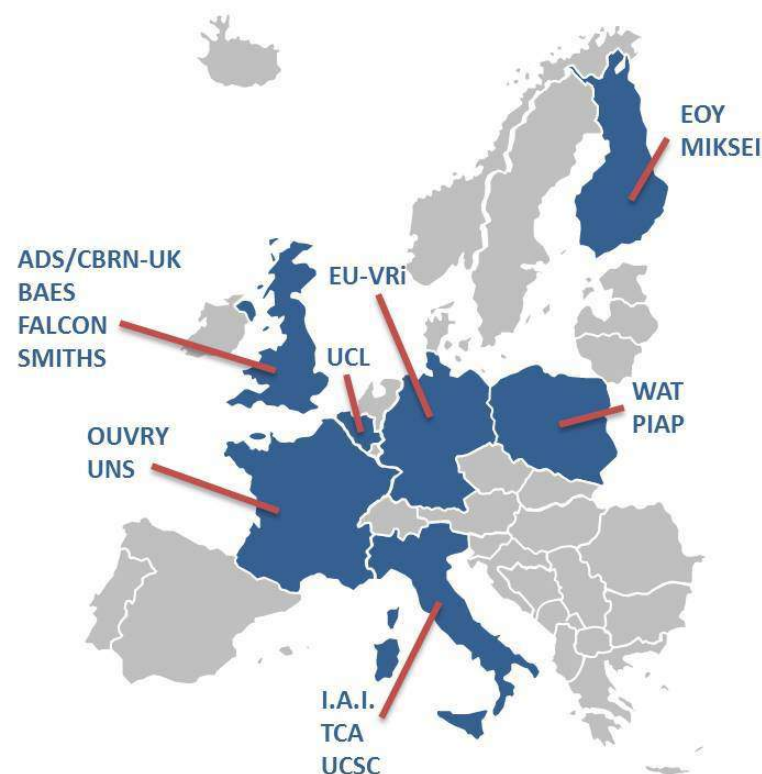 EOY
MIKSEI
ADS/CBRN-UK
BAES
FALCON
SMITHS
EU-VRi
UCL
WAT
PIAP
OUVRY
UNS
I.A.I.
TCA
UCSC